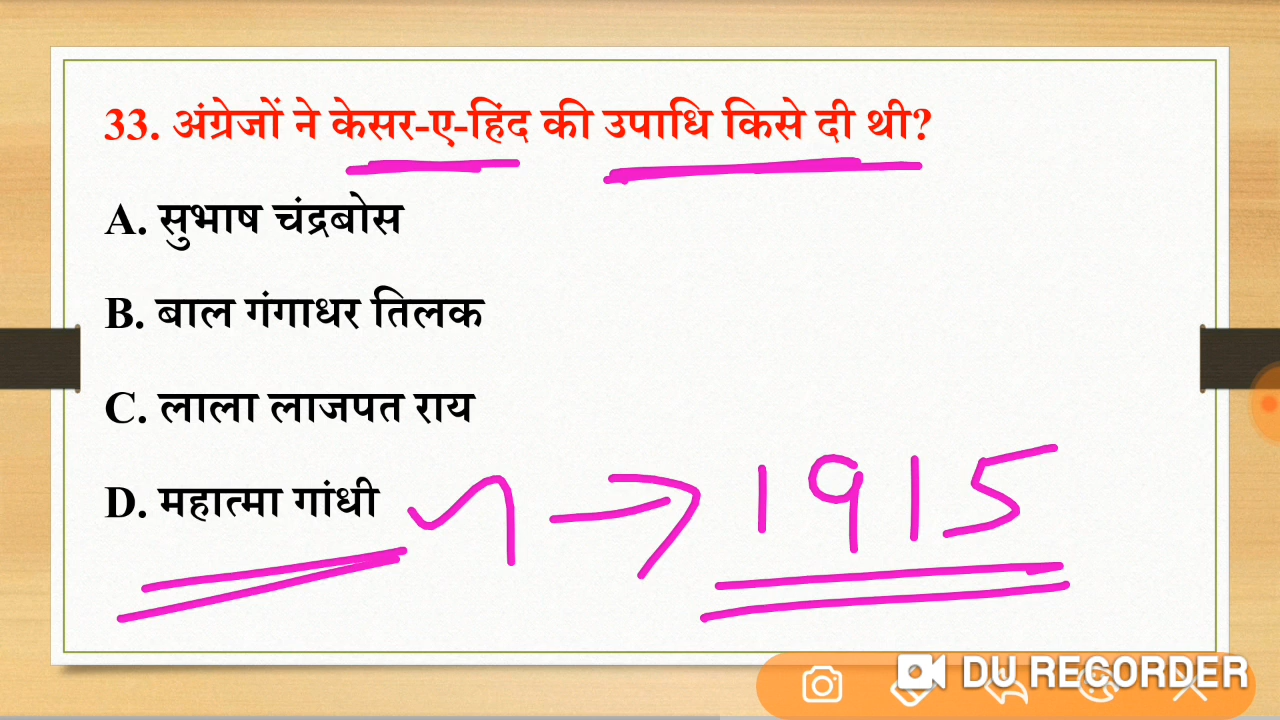 33. अंग्रेजों ने केसर-ए-हिंद की उपाधि किसे दी थी?
A. सुभाष चंद्रबोस
B. बाल गंगाधर तिलक
C. लाला लाजपत राय
D. महात्मा गांधी → 1915
DU RECORDER